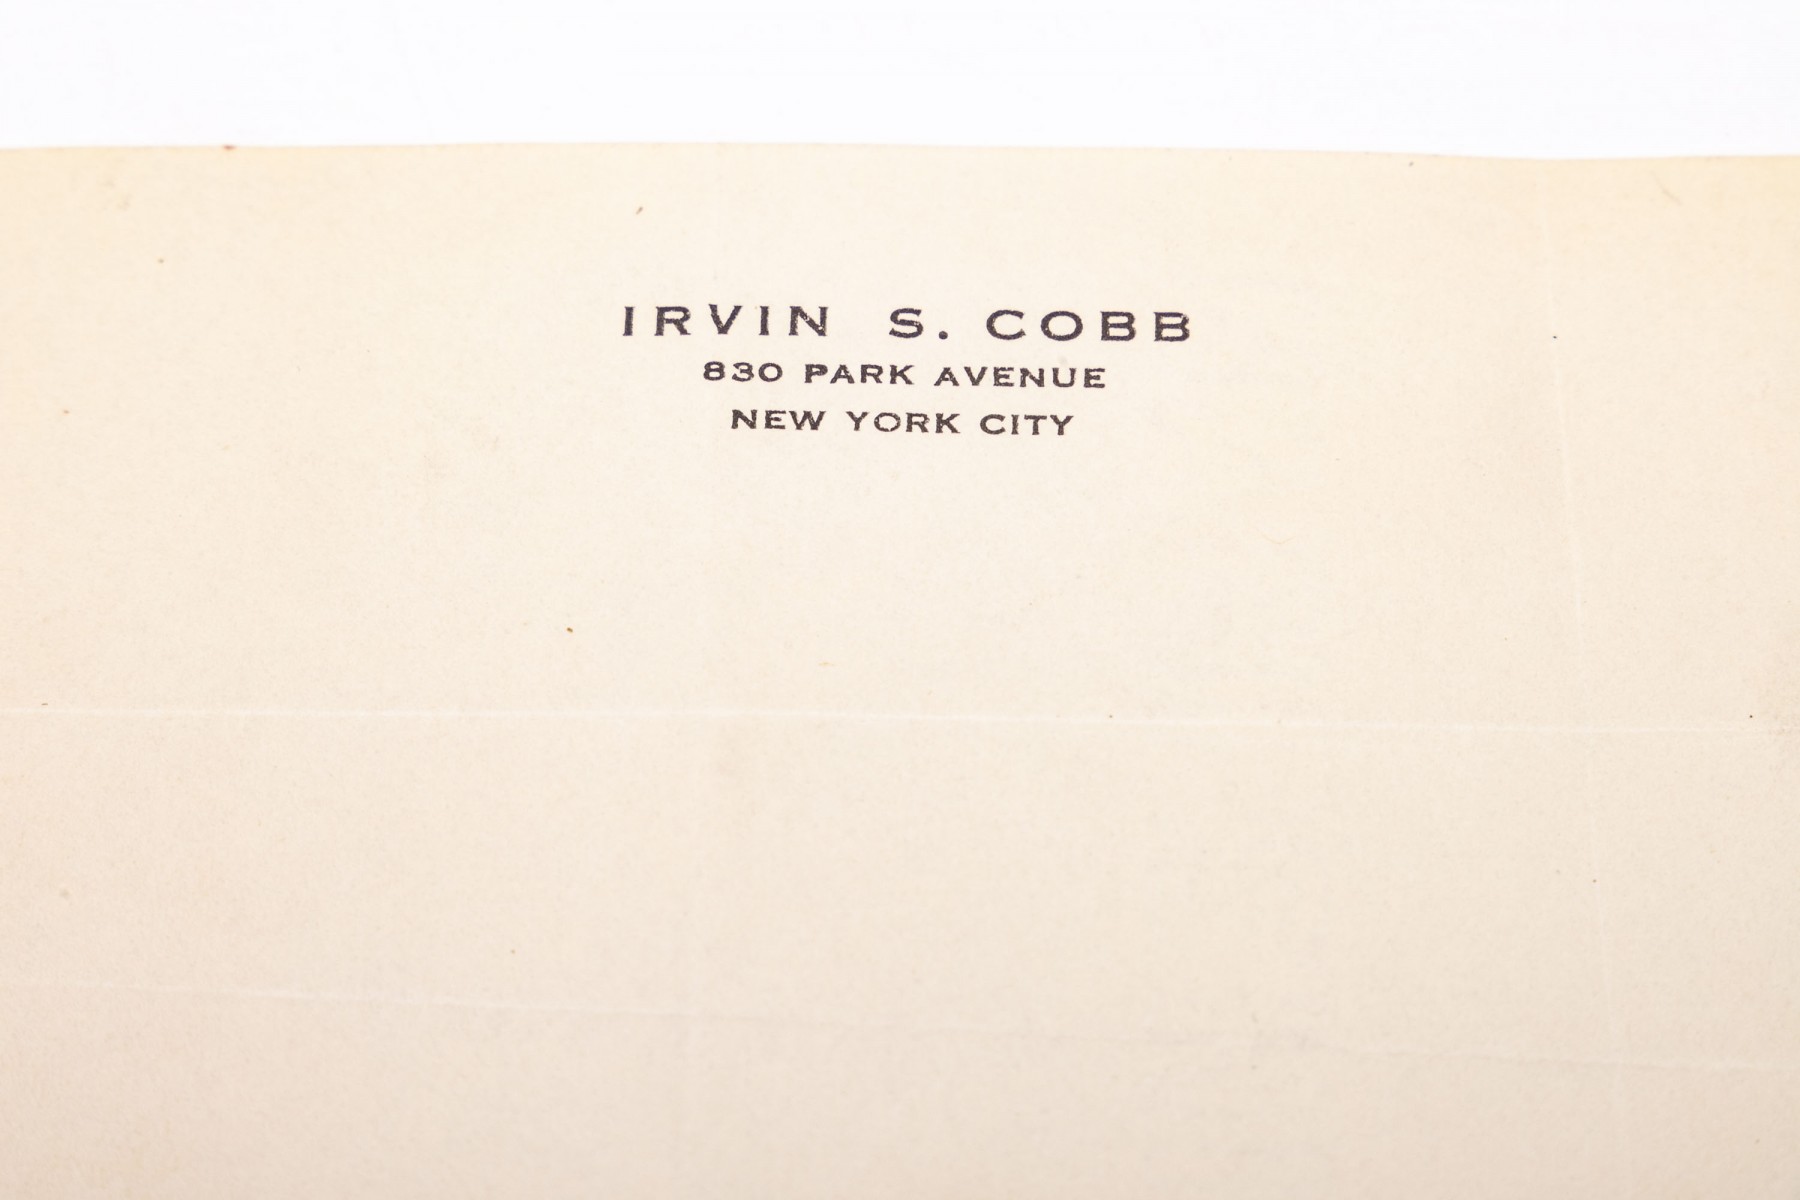 IRVIN S. COBB
830 PARK AVENUE
NEW YORK CITY